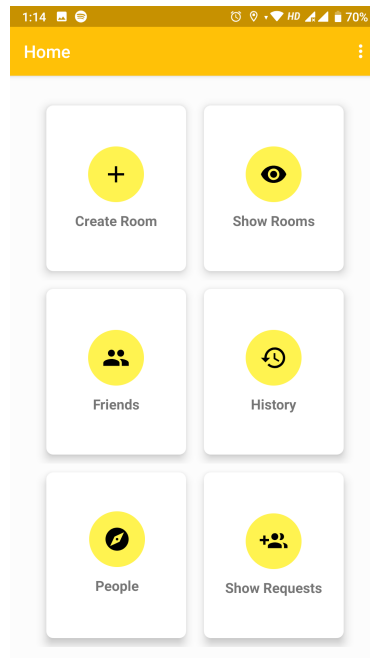 1:14 HD 70%
Home
Create Room Show Rooms
Friends History
People Show Requests